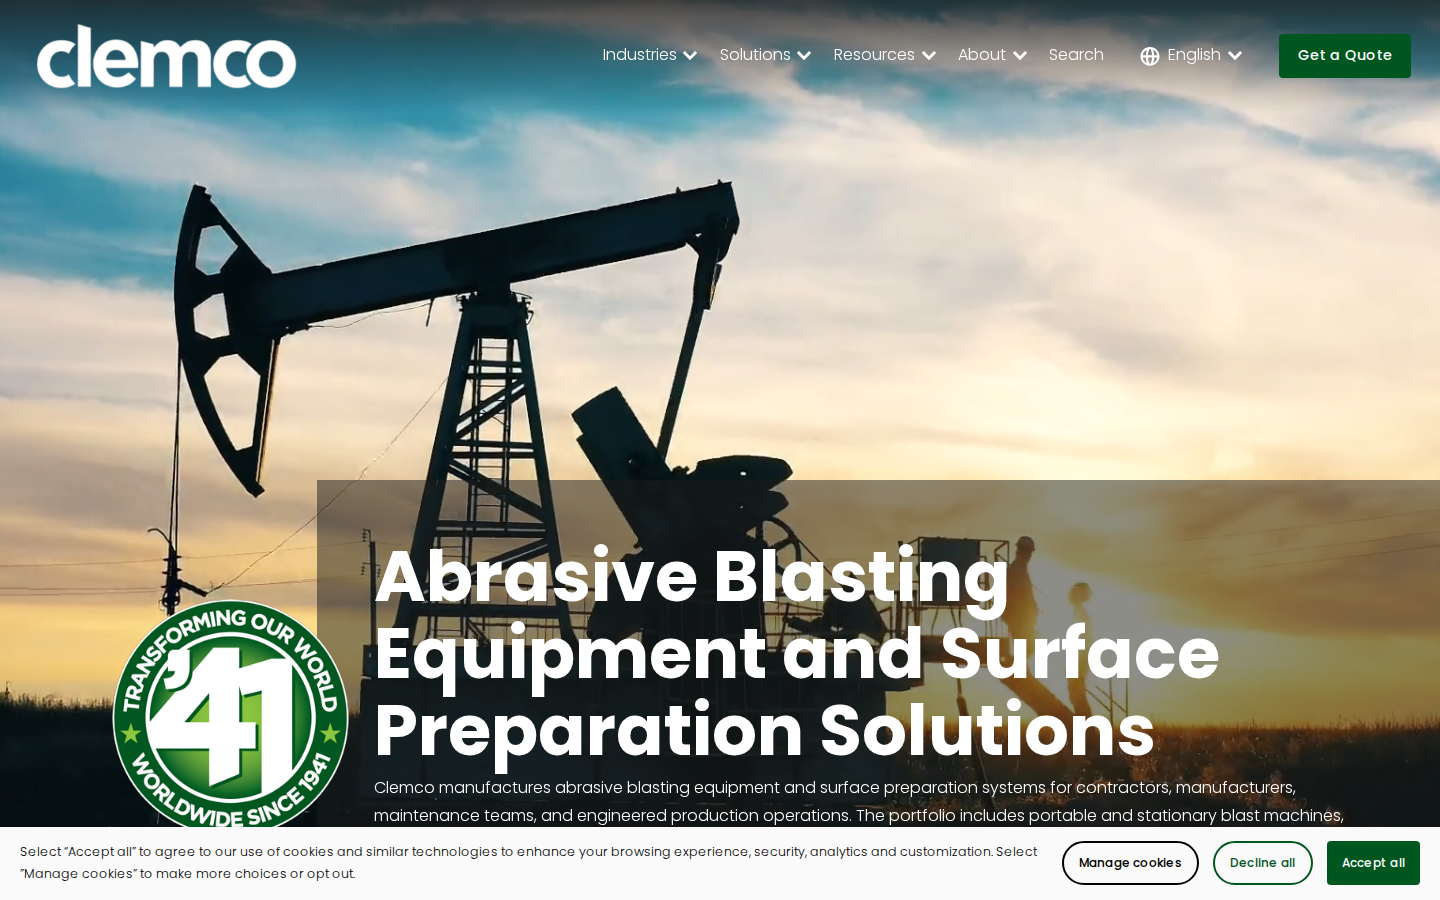 clemco
Industries Solutions Resources About Search English Get a Quote
Abrasive Blasting
Equipment and Surface
Preparation Solutions
TRANSFORMING OUR WORLD
'41
WORLDWIDE SINCE 1941
Clemco manufactures abrasive blasting equipment and surface preparation systems for contractors, manufacturers,
maintenance teams, and engineered production operations. The portfolio includes portable and stationary blast machines,
Select "Accept all" to agree to our use of cookies and similar technologies to enhance your browsing experience, security, analytics and customization. Select
"Manage cookies" to make more choices or opt out.
Manage cookies
Decline all
Accept all